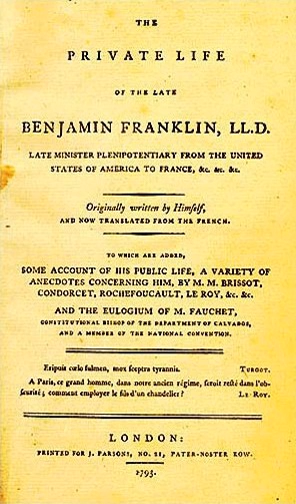 THE
PRIVATE LIFE
OF THE LATE
BENJAMIN FRANKLIN, LL.D.
LATE MINISTER PLENIPOTENTIARY FROM THE UNITED
STATES OF AMERICA TO FRANCE, &c. &c. &c.
Originally written by Himſelf,
AND NOW TRANSLATED FROM THE FRENCH.
TO WHICH ARE ADDED,
SOME ACCOUNT OF HIS PUBLIC LIFE, A VARIETY OF
ANECDOTES CONCERNING HIM, BY M. M. BRISSOT,
CONDORCET, ROCHEFOUCAULT, LE ROY, &c. &c.
AND THE EULOGIUM OF M. FAUCHET,
CONSTITUTIONAL BISHOP OF THE DEPARTMENT OF CALVADOS,
AND A MEMBER OF THE NATIONAL CONVENTION.
Eripuit cœlo fulmen, mox ſceptra tyrannis. TURGOT.
A Paris, ce grand homme, dans notre ancien régime, ſeroit reſté dans l'ob-
ſcurité; comment employer le fils d'un chandelier? LE ROY.
LONDON:
PRINTED FOR J. PARSONS, NO. 21, PATER-NOSTER ROW.
1793.